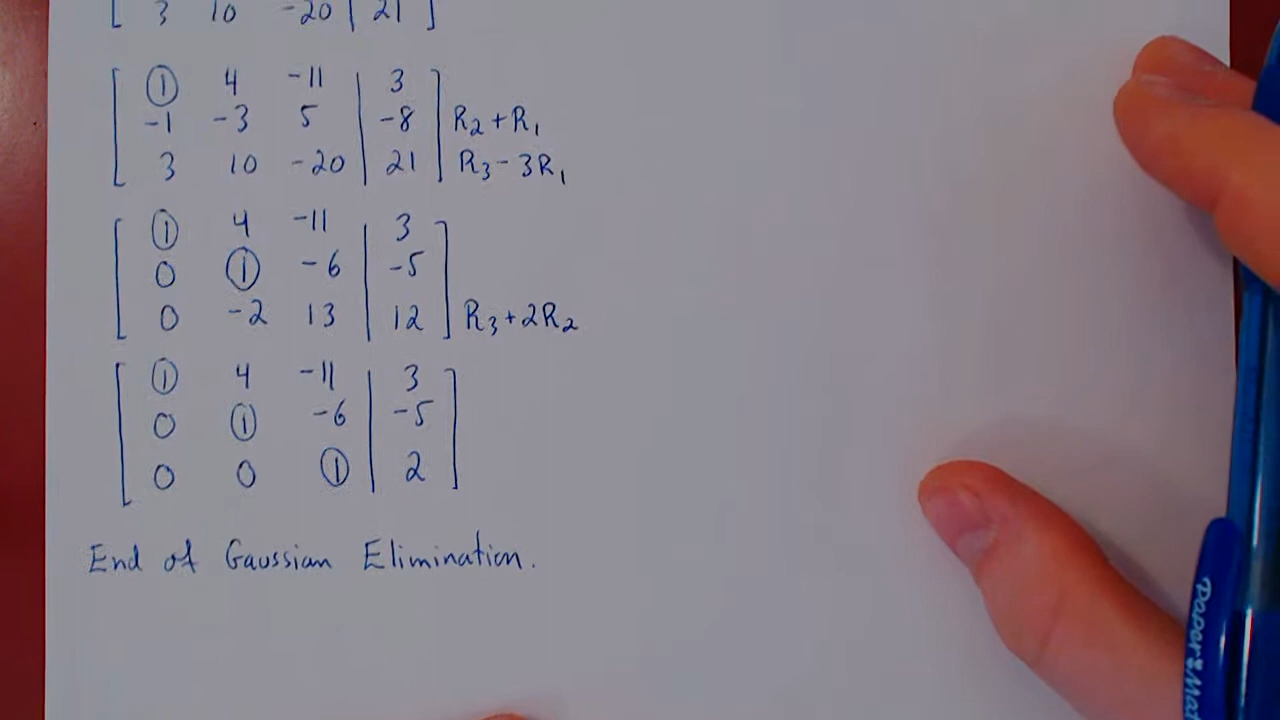 [ 3 10 -20 | 21 ]
[ 1 4 -11 | 3 ]
[ -1 -3 5 | -8 ] R₂+R₁
[ 3 10 -20 | 21 ] R₃-3R₁
[ 1 4 -11 | 3 ]
[ 0 1 -6 | -5 ]
[ 0 -2 13 | 12 ] R₃+2R₂
[ 1 4 -11 | 3 ]
[ 0 1 -6 | -5 ]
[ 0 0 1 | 2 ]
End of Gaussian Elimination.